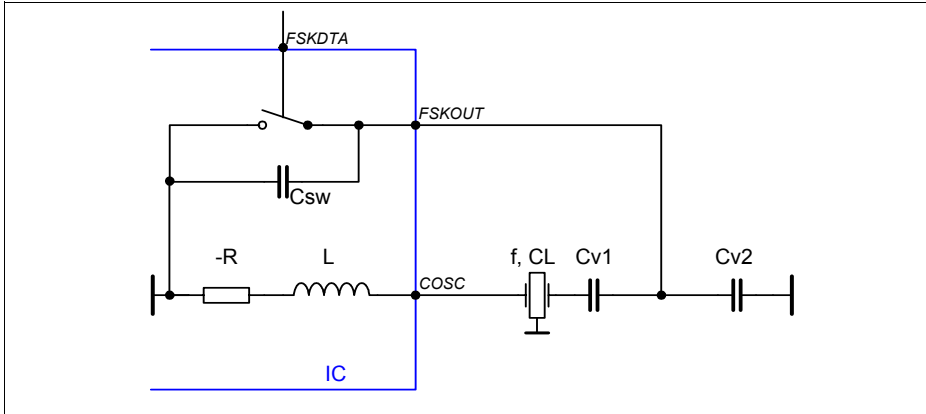 FSKDTA
FSKOUT
Csw
-R L f, CL Cv1 Cv2
COSC
IC